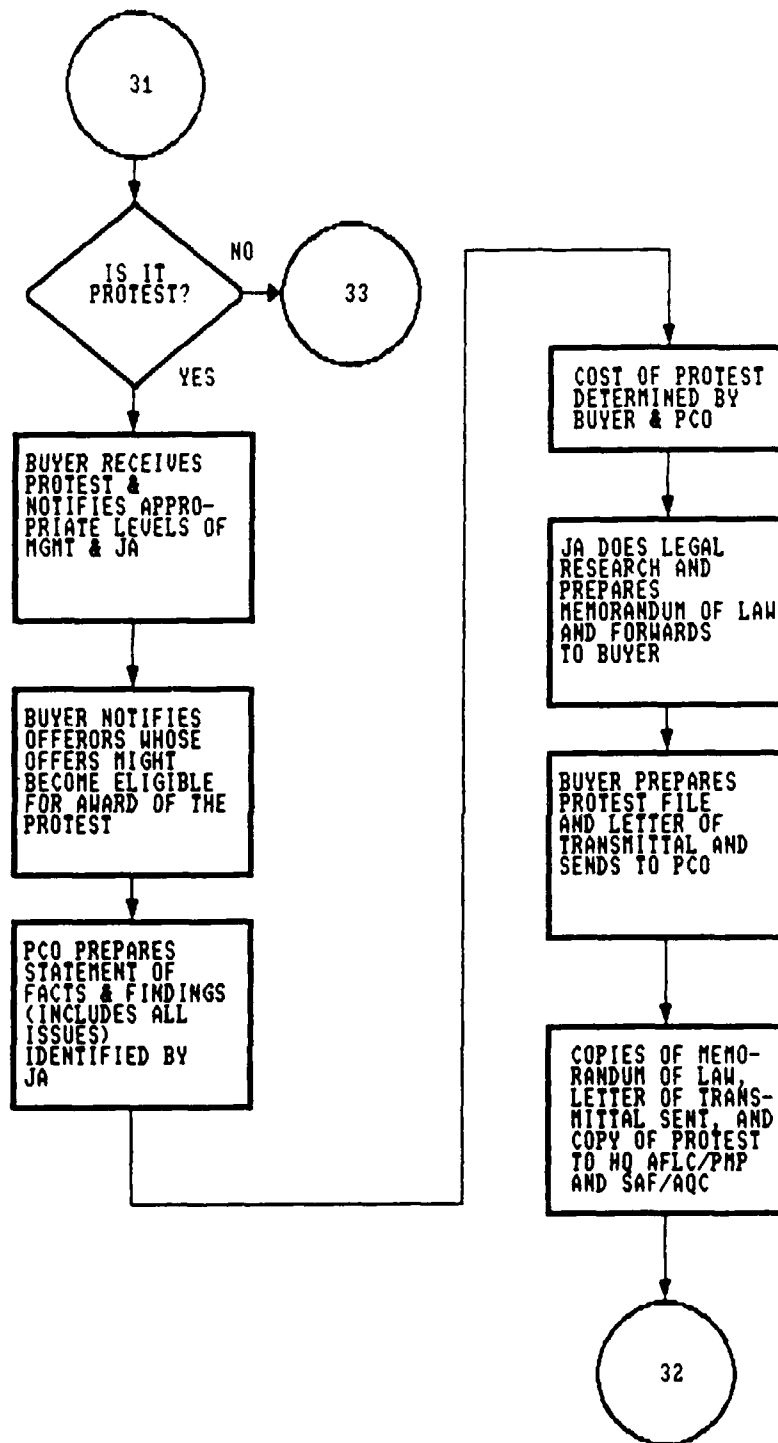 31
IS IT
PROTEST?
NO
33
YES
BUYER RECEIVES
PROTEST &
NOTIFIES APPRO-
PRIATE LEVELS OF
MGMT & JA
BUYER NOTIFIES
OFFERORS WHOSE
OFFERS MIGHT
BECOME ELIGIBLE
FOR AWARD OF THE
PROTEST
PCO PREPARES
STATEMENT OF
FACTS & FINDINGS
(INCLUDES ALL
ISSUES)
IDENTIFIED BY
JA
COST OF PROTEST
DETERMINED BY
BUYER & PCO
JA DOES LEGAL
RESEARCH AND
PREPARES
MEMORANDUM OF LAW
AND FORWARDS
TO BUYER
BUYER PREPARES
PROTEST FILE
AND LETTER OF
TRANSMITTAL AND
SENDS TO PCO
COPIES OF MEMO-
RANDUM OF LAW,
LETTER OF TRANS-
MITTAL SENT, AND
COPY OF PROTEST
TO HQ AFLC/PMP
AND SAF/AQC
32